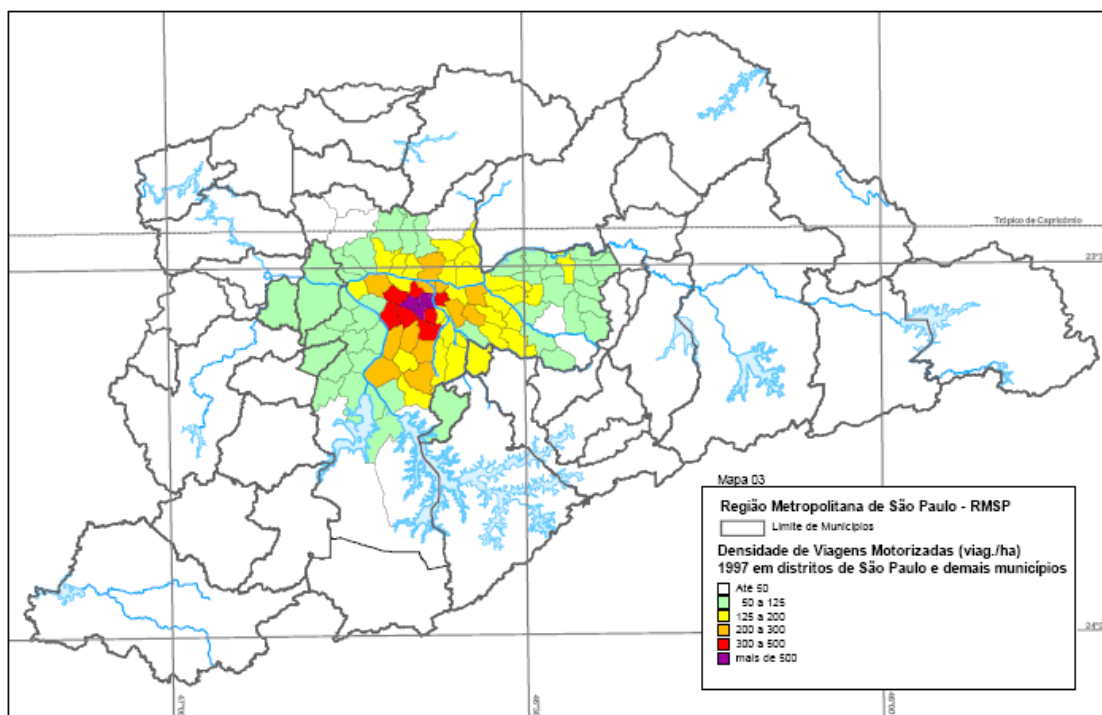 Trópico de Capricórnio
Mapa 03
Região Metropolitana de São Paulo - RMSP
Limite de Municípios
Densidade de Viagens Motorizadas (viag./ha)
1997 em distritos de São Paulo e demais municípios
Até 50
50 a 125
125 a 200
200 a 300
300 a 500
mais de 500